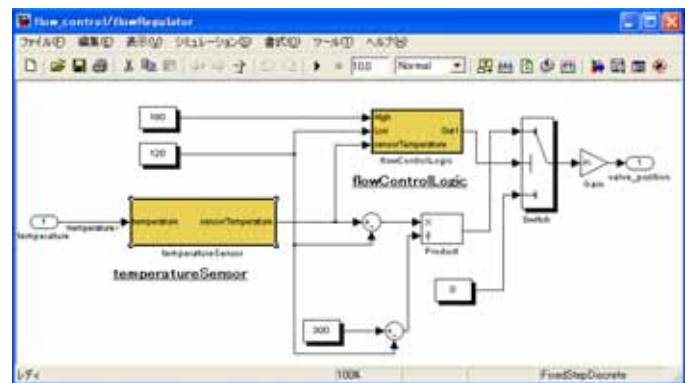 flow_control/flowRegulator
ファイル(F) 編集(E) 表示(V) シミュレーション(S) 書式(O) ツール(T) ヘルプ(H)
10.0 Normal
180
120
High
Low Out1
sensorTemperature
flowControlLogic
flowControlLogic
1
temperature
temperature
temperature sensorTemperature
temperatureSensor
temperatureSensor
Product
Switch
Gain
1
valve_position
0
300
レディ 100% FixedStepDiscrete